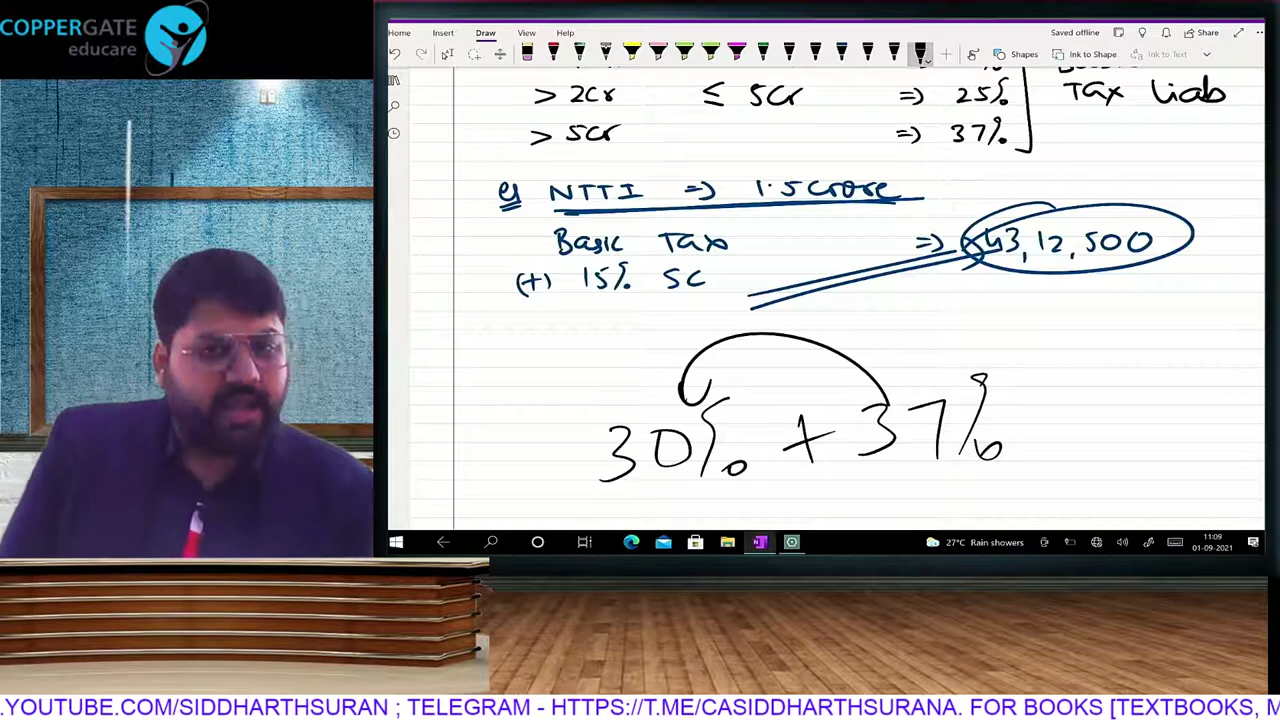 COPPERGATE
educare
Home Insert Draw View Help
Saved offline
Share
Shapes
Ink to Shape
Ink to Text
> 2Cr ≤ 5Cr => 25%
Tax Liab
> 5Cr => 37%
eg NTTI => 1.5 crore
Basic Tax => 43,12,500
(+) 15% SC
30% + 37%
27°C Rain showers
11:09
01-09-2021
.YOUTUBE.COM/SIDDHARTHSURAN ; TELEGRAM - HTTPS://T.ME/CASIDDHARTHSURANA. FOR BOOKS [TEXTBOOKS, M